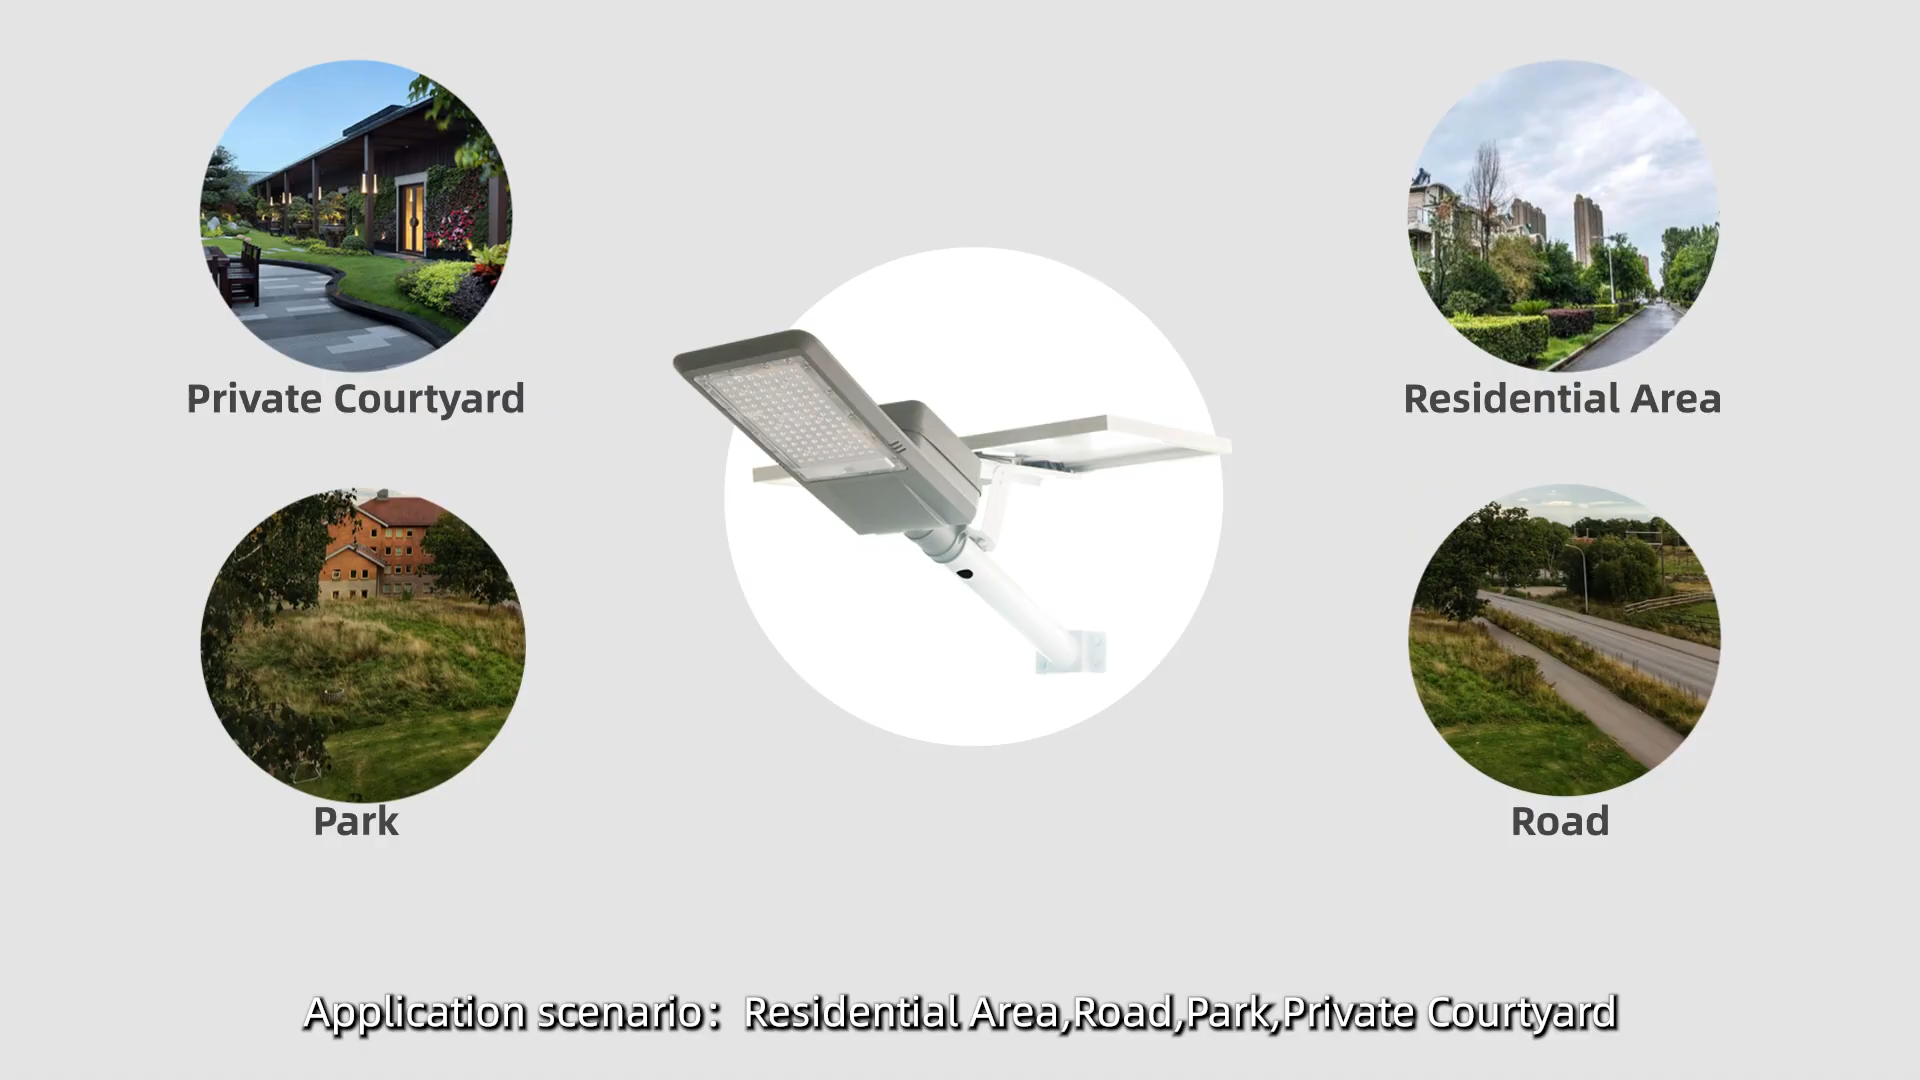 Private Courtyard
Residential Area
Park
Road
Application scenario：Residential Area,Road,Park,Private Courtyard